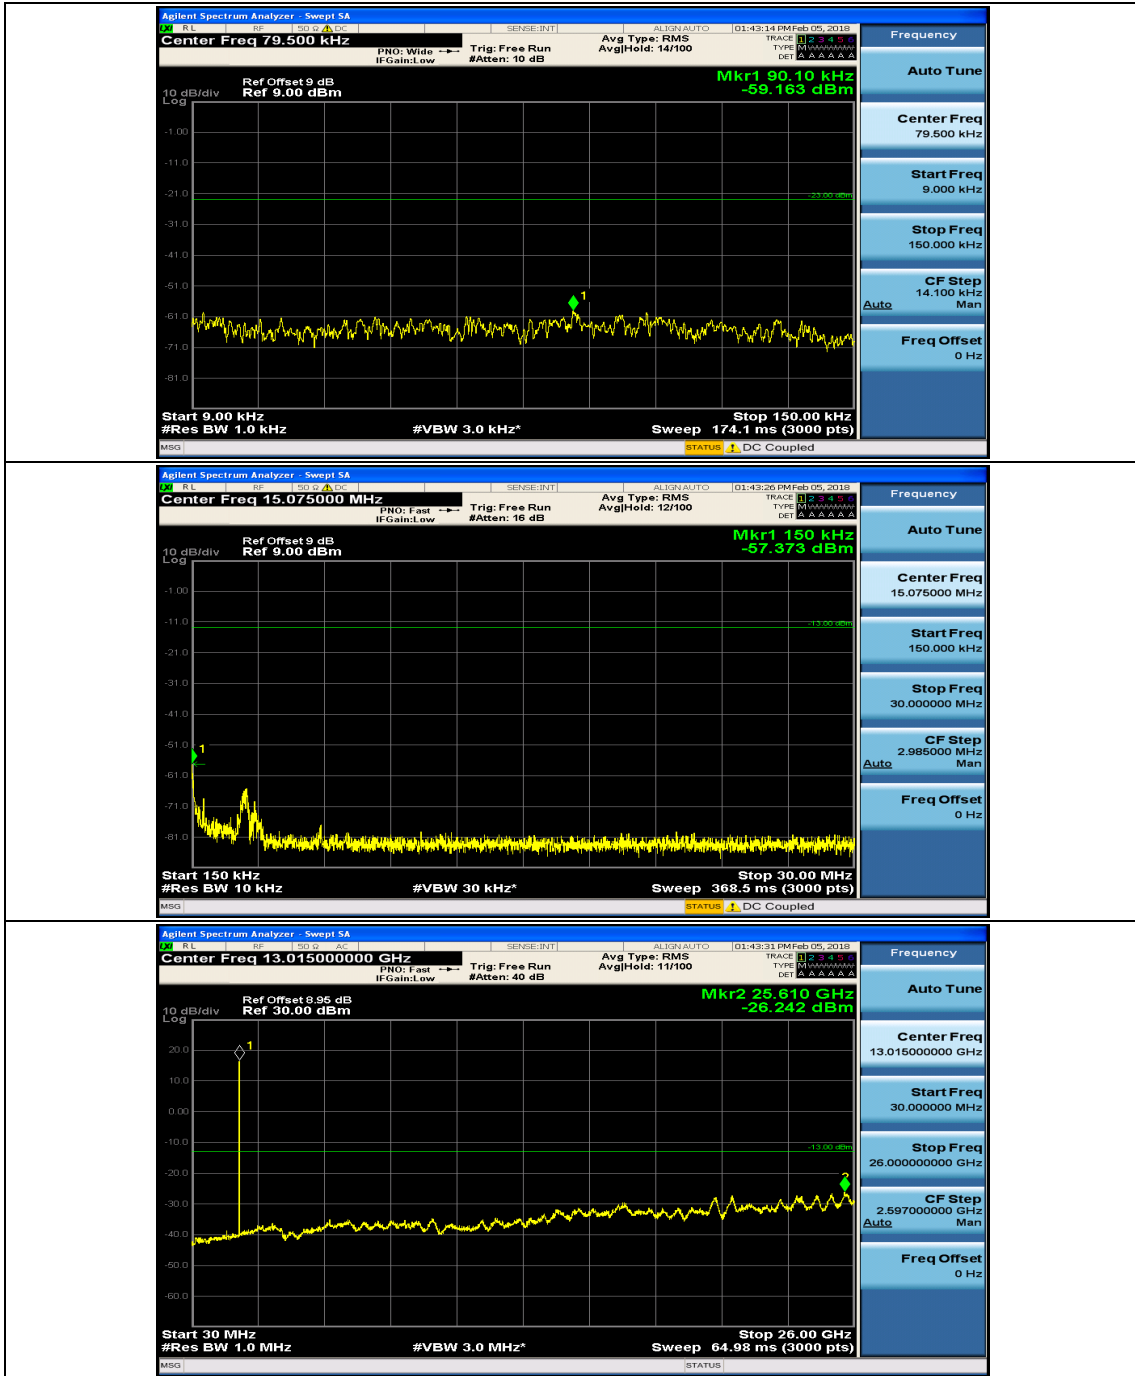 Agilent Spectrum Analyzer - Swept SA
LXI RL RF 50 Ω DC SENSE:INT ALIGN AUTO 01:43:14 PM Feb 05, 2018
Center Freq 79.500 kHz
PNO: Wide
IFGain:Low
Trig: Free Run
#Atten: 10 dB
Avg Type: RMS
Avg|Hold: 14/100
TRACE 1 2 3 4 5 6
TYPE M W W W W W
DET A A A A A A
Ref Offset 9 dB
Ref 9.00 dBm
10 dB/div
Log
Mkr1 90.10 kHz
-59.163 dBm
-1.00
-11.0
-21.0
-23.00 dBm
-31.0
-41.0
-51.0
1
-61.0
-71.0
-81.0
Start 9.00 kHz
Stop 150.00 kHz
#Res BW 1.0 kHz
#VBW 3.0 kHz*
Sweep 174.1 ms (3000 pts)
MSG
STATUS DC Coupled
Frequency
Auto Tune
Center Freq
79.500 kHz
Start Freq
9.000 kHz
Stop Freq
150.000 kHz
CF Step
14.100 kHz
Auto Man
Freq Offset
0 Hz
Agilent Spectrum Analyzer - Swept SA
LXI RL RF 50 Ω DC SENSE:INT ALIGN AUTO 01:43:26 PM Feb 05, 2018
Center Freq 15.075000 MHz
PNO: Fast
IFGain:Low
Trig: Free Run
#Atten: 16 dB
Avg Type: RMS
Avg|Hold: 12/100
TRACE 1 2 3 4 5 6
TYPE M W W W W W
DET A A A A A A
Ref Offset 9 dB
Ref 9.00 dBm
10 dB/div
Log
Mkr1 150 kHz
-57.373 dBm
-1.00
-11.0
-13.00 dBm
-21.0
-31.0
-41.0
-51.0
1
-61.0
-71.0
-81.0
Start 150 kHz
Stop 30.00 MHz
#Res BW 10 kHz
#VBW 30 kHz*
Sweep 368.5 ms (3000 pts)
MSG
STATUS DC Coupled
Frequency
Auto Tune
Center Freq
15.075000 MHz
Start Freq
150.000 kHz
Stop Freq
30.000000 MHz
CF Step
2.985000 MHz
Auto Man
Freq Offset
0 Hz
Agilent Spectrum Analyzer - Swept SA
LXI RL RF 50 Ω AC SENSE:INT ALIGN AUTO 01:43:31 PM Feb 05, 2018
Center Freq 13.015000000 GHz
PNO: Fast
IFGain:Low
Trig: Free Run
#Atten: 40 dB
Avg Type: RMS
Avg|Hold: 11/100
TRACE 1 2 3 4 5 6
TYPE M W W W W W
DET A A A A A A
Ref Offset 8.95 dB
Ref 30.00 dBm
10 dB/div
Log
Mkr2 25.610 GHz
-26.242 dBm
20.0
1
10.0
0.00
-10.0
-13.00 dBm
-20.0
2
-30.0
-40.0
-50.0
-60.0
Start 30 MHz
Stop 26.00 GHz
#Res BW 1.0 MHz
#VBW 3.0 MHz*
Sweep 64.98 ms (3000 pts)
MSG
STATUS
Frequency
Auto Tune
Center Freq
13.015000000 GHz
Start Freq
30.000000 MHz
Stop Freq
26.000000000 GHz
CF Step
2.597000000 GHz
Auto Man
Freq Offset
0 Hz